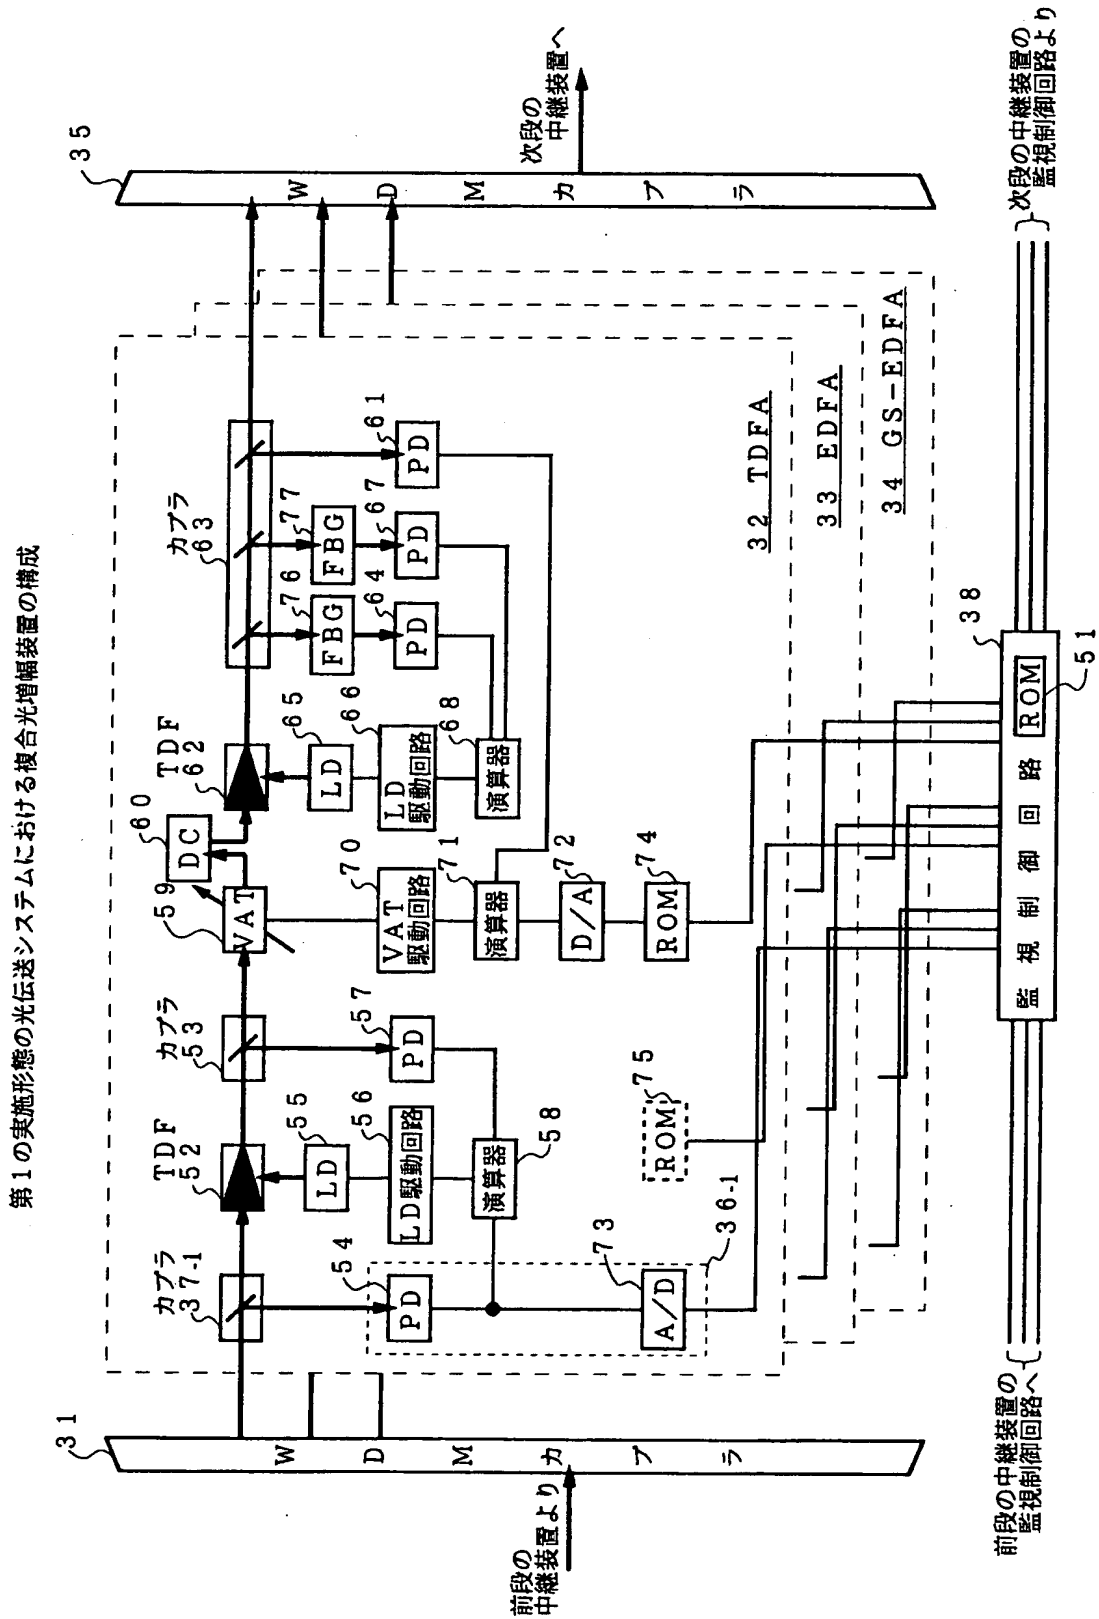 第1の実施形態の光伝送システムにおける複合光増幅装置の構成
31
WDMカプラ
前段の
中継装置より
カプラ
37-1
TDF
52
カプラ
53
59
VAT
60
DC
TDF
62
カプラ
63
35
WDMカプラ
次段の
中継装置へ
54
PD
55
LD
56
LD駆動回路
57
PD
演算器
58
70
VAT
駆動回路
71
演算器
72
D/A
74
ROM
65
LD
66
LD
駆動回路
68
演算器
76
FBG
77
FBG
64
PD
67
PD
61
PD
73
A/D
36-1
75
ROM
32 TDFA
33 EDFA
34 GS-EDFA
38
監視制御回路
ROM
51
前段の中継装置の
監視制御回路へ
次段の中継装置の
監視制御回路より